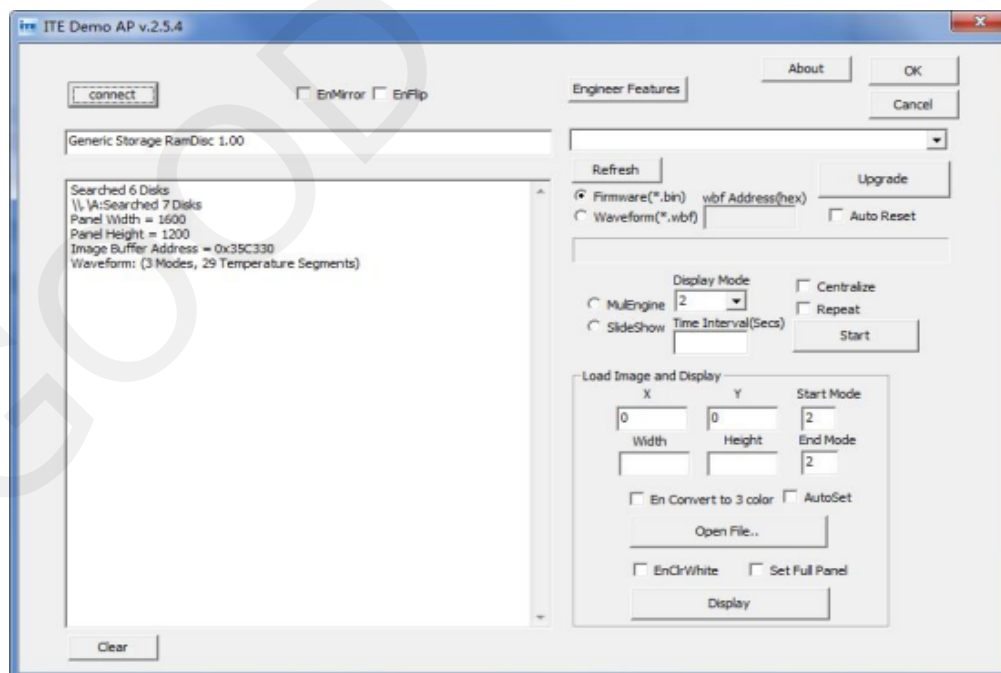 ITE Demo AP v.2.5.4
connect
EnMirror
EnFlip
Engineer Features
About
OK
Cancel
Generic Storage RamDisc 1.00
Searched 6 Disks
\\. \A:Searched 7 Disks
Panel Width = 1600
Panel Height = 1200
Image Buffer Address = 0x35C330
Waveform: (3 Modes, 29 Temperature Segments)
Clear
Refresh
Upgrade
Firmware(*.bin)
wbf Address(hex)
Waveform(*.wbf)
Auto Reset
Display Mode
MulEngine
2
Centralize
Repeat
SlideShow
Time Interval(Secs)
Start
Load Image and Display
X
Y
Start Mode
0
0
2
Width
Height
End Mode
2
En Convert to 3 color
AutoSet
Open File..
EnClrWhite
Set Full Panel
Display
GOOD